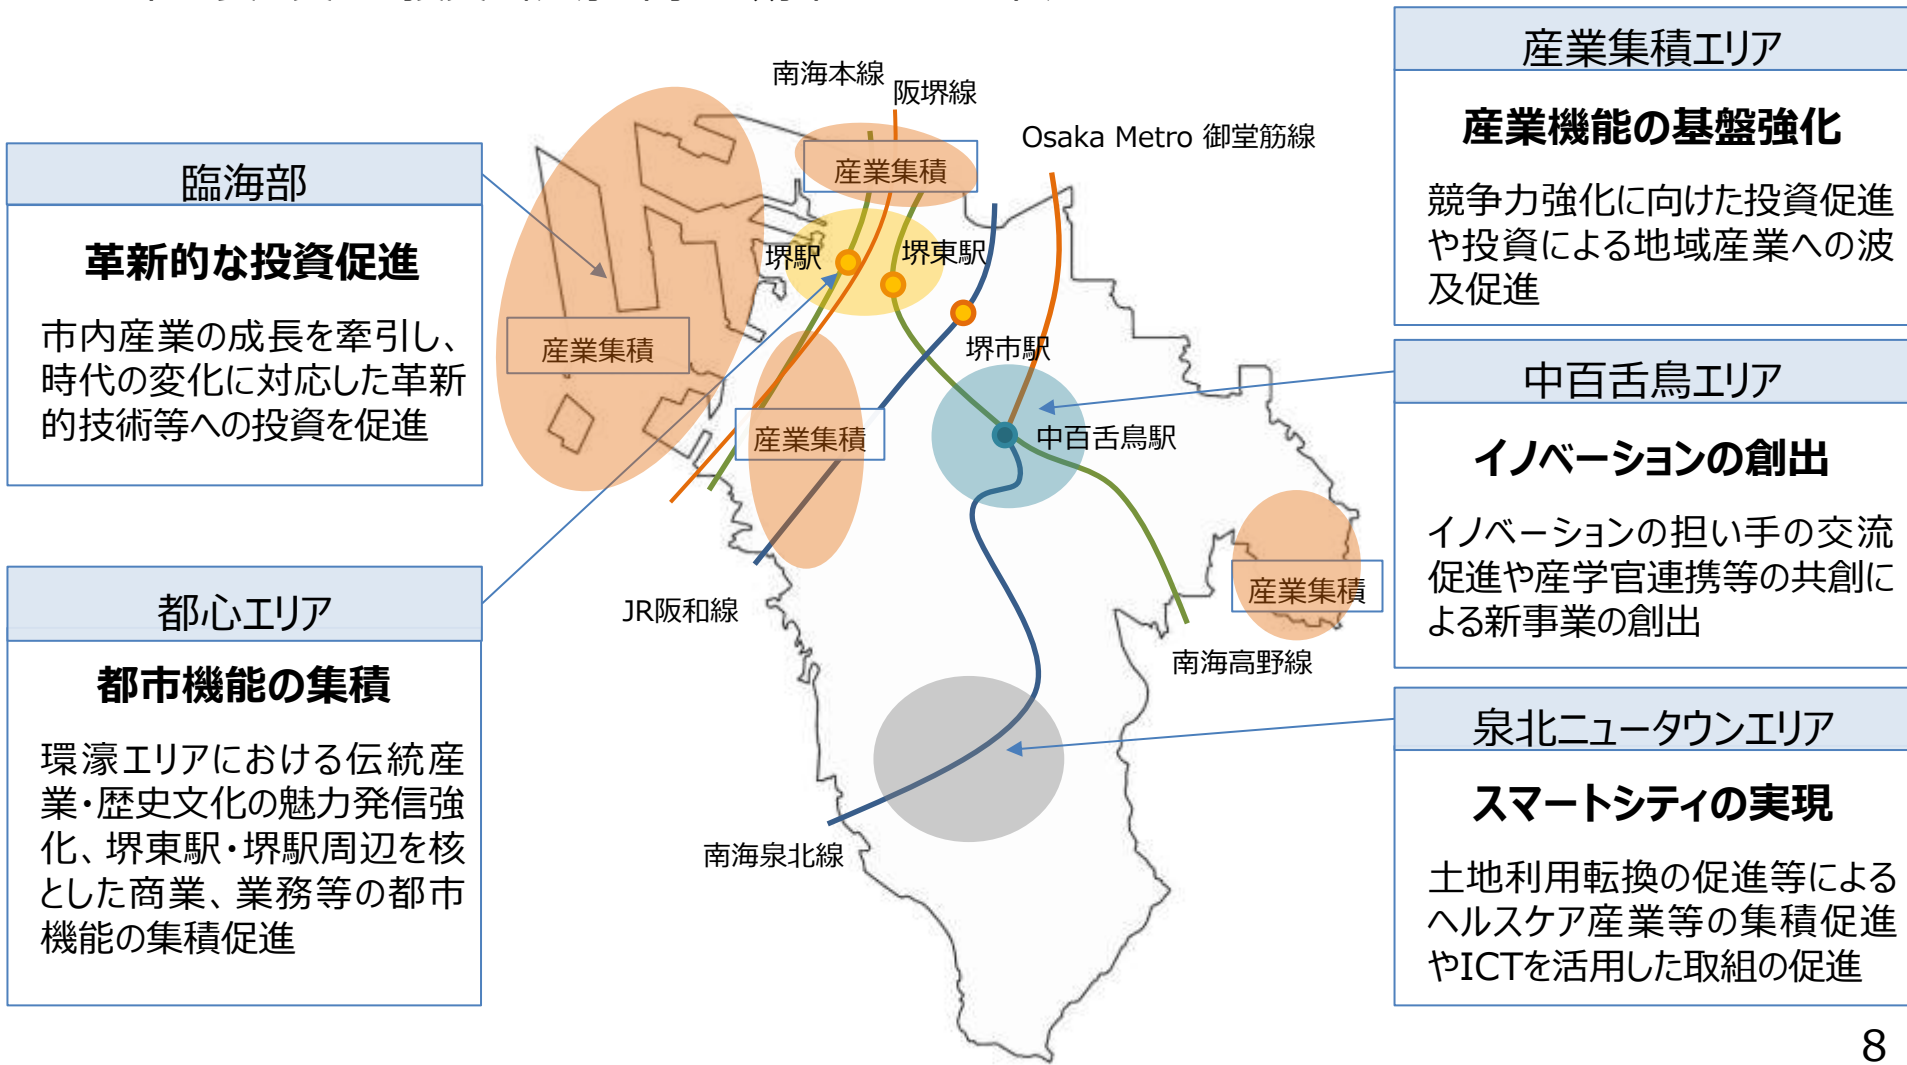 臨海部
革新的な投資促進
市内産業の成長を牽引し、
時代の変化に対応した革新
的技術等への投資を促進
都心エリア
都市機能の集積
環濠エリアにおける伝統産
業・歴史文化の魅力発信強
化、堺東駅・堺駅周辺を核
とした商業、業務等の都市
機能の集積促進
南海本線
阪堺線
Osaka Metro 御堂筋線
産業集積
堺駅
堺東駅
産業集積
堺市駅
産業集積
中百舌鳥駅
産業集積
JR阪和線
南海高野線
南海泉北線
産業集積エリア
産業機能の基盤強化
競争力強化に向けた投資促進
や投資による地域産業への波
及促進
中百舌鳥エリア
イノベーションの創出
イノベーションの担い手の交流
促進や産学官連携等の共創に
よる新事業の創出
泉北ニュータウンエリア
スマートシティの実現
土地利用転換の促進等による
ヘルスケア産業等の集積促進
やICTを活用した取組の促進
8